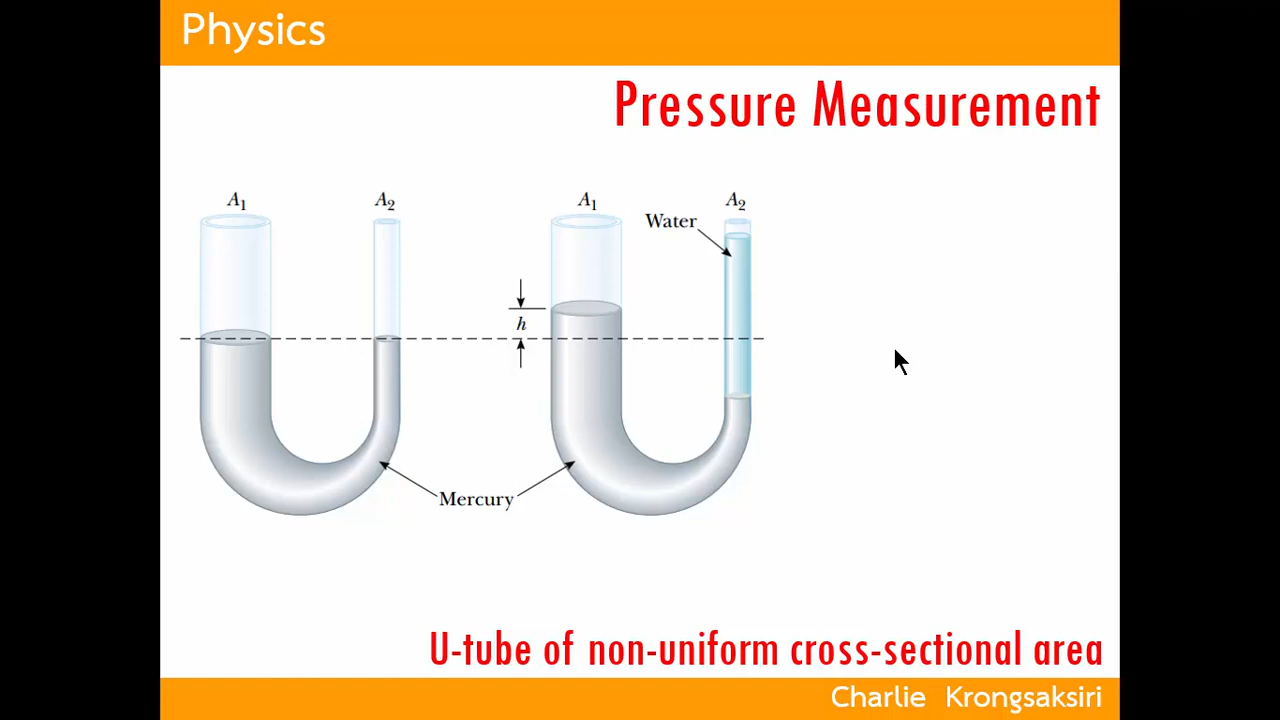 Physics
Pressure Measurement
A1
A2
A1
A2
Water
h
Mercury
U-tube of non-uniform cross-sectional area
Charlie Krongsaksiri